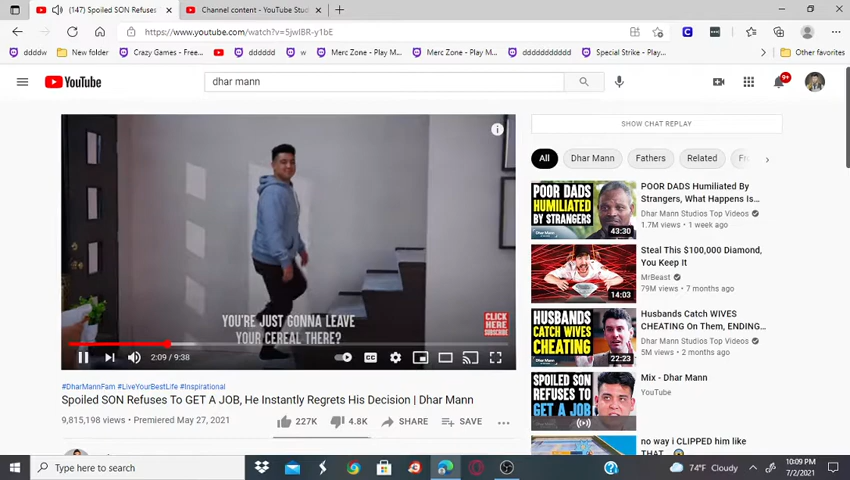 (147) Spoiled SON Refuses
Channel content - YouTube Stu
https://www.youtube.com/watch?v=5jwIBR-y1bE
ddddw
New folder
Crazy Games - Free...
dddddd
w
Merc Zone - Play M...
Merc Zone - Play M...
dddddddddd
Special Strike - Play...
Other favorites
YouTube
dhar mann
9+
SHOW CHAT REPLAY
All
Dhar Mann
Fathers
Related
POOR DADS
HUMILIATED
BY STRANGERS
43:30
POOR DADS Humiliated By
Strangers, What Happens Is...
Dhar Mann Studios Top Videos
1.7M views • 1 week ago
14:03
Steal This $100,000 Diamond,
You Keep It
MrBeast
79M views • 7 months ago
HUSBANDS
CATCH WIVES
CHEATING
22:23
Husbands Catch WIVES
CHEATING On Them, ENDING...
Dhar Mann Studios Top Videos
5M views • 2 months ago
SPOILED SON
REFUSES TO
GET A JOB
Mix - Dhar Mann
YouTube
no way i CLIPPED him like
THAT
YOU'RE JUST GONNA LEAVE
YOUR CEREAL THERE?
CLICK
HERE
SUBSCRIBE
2:09 / 9:38
CC
#DharMannFam #LiveYourBestLife #Inspirational
Spoiled SON Refuses To GET A JOB, He Instantly Regrets His Decision | Dhar Mann
9,815,198 views • Premiered May 27, 2021
227K
4.8K
SHARE
SAVE
Type here to search
74°F Cloudy
10:09 PM
7/2/2021